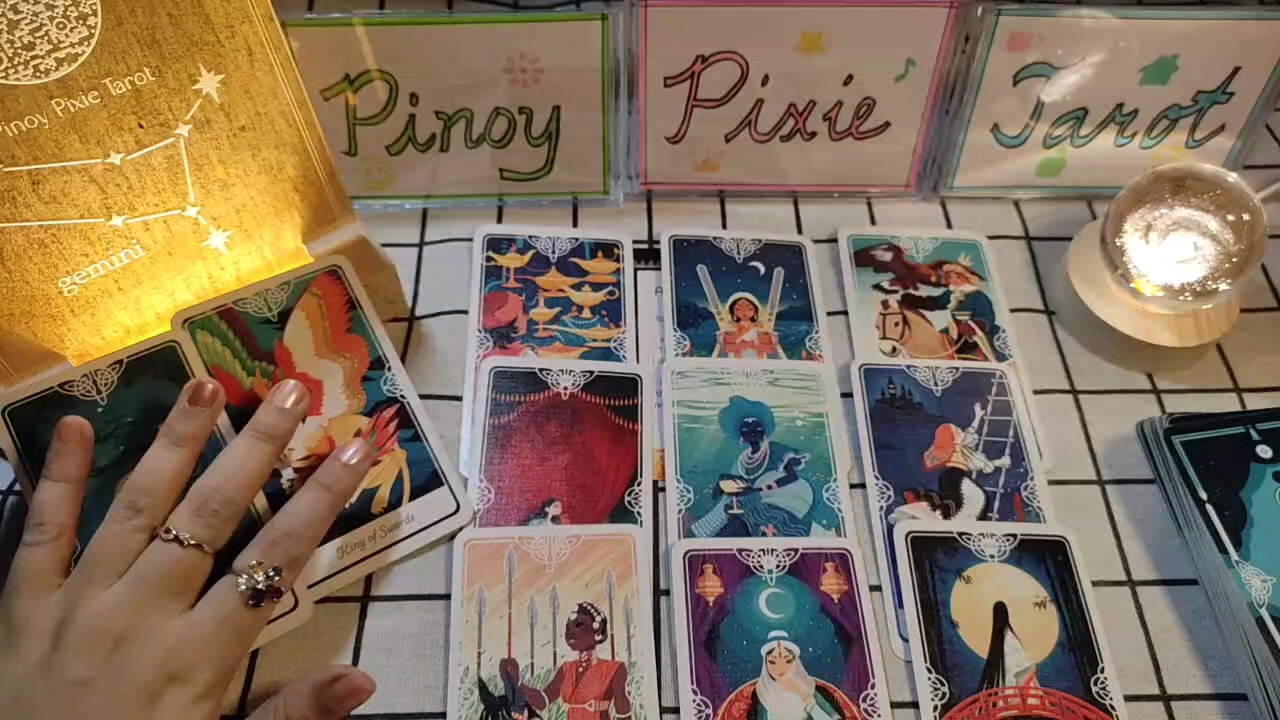 Pinoy Pixie Tarot
gemini
Pinoy
Pixie
Tarot
King of Swords